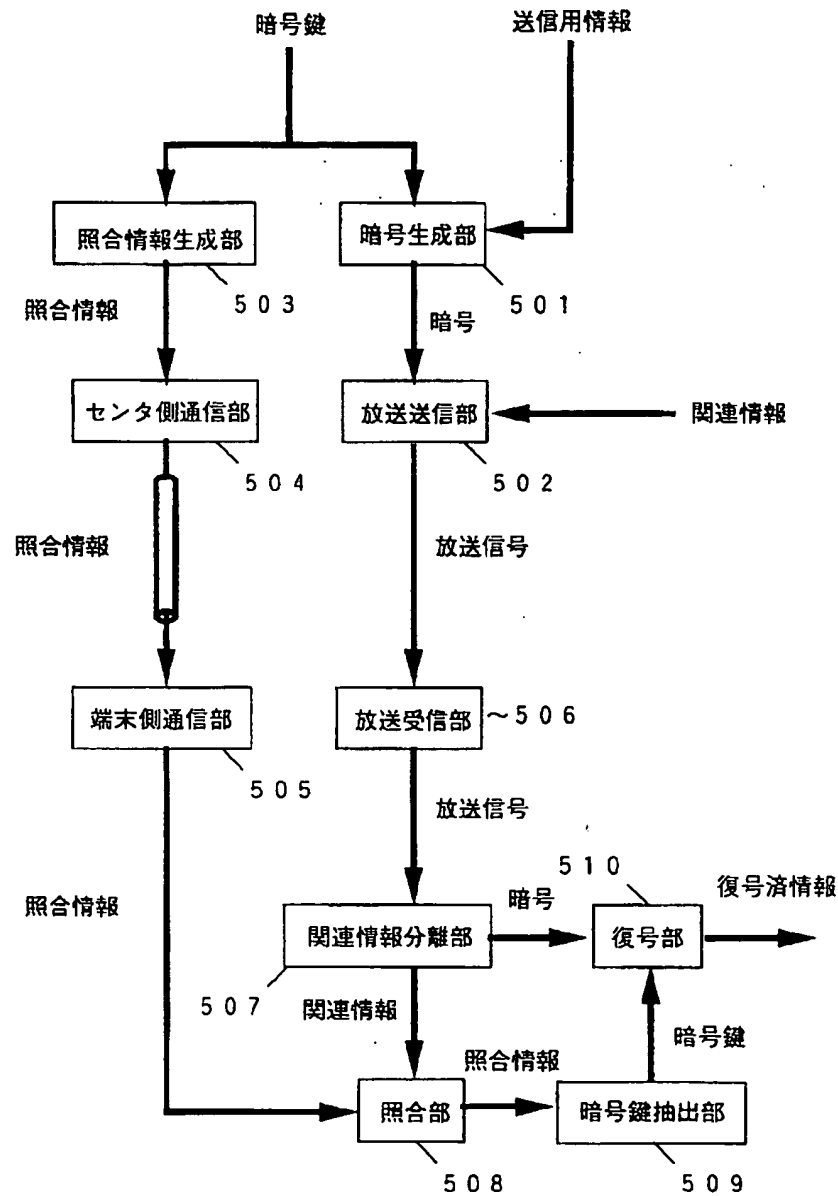 暗号鍵
送信用情報
照合情報生成部
暗号生成部
照合情報
503
暗号
501
センタ側通信部
放送送信部
関連情報
504
502
照合情報
放送信号
端末側通信部
放送受信部
~506
505
放送信号
510
照合情報
暗号
復号済情報
関連情報分離部
復号部
507
関連情報
暗号鍵
照合情報
照合部
暗号鍵抽出部
508
509